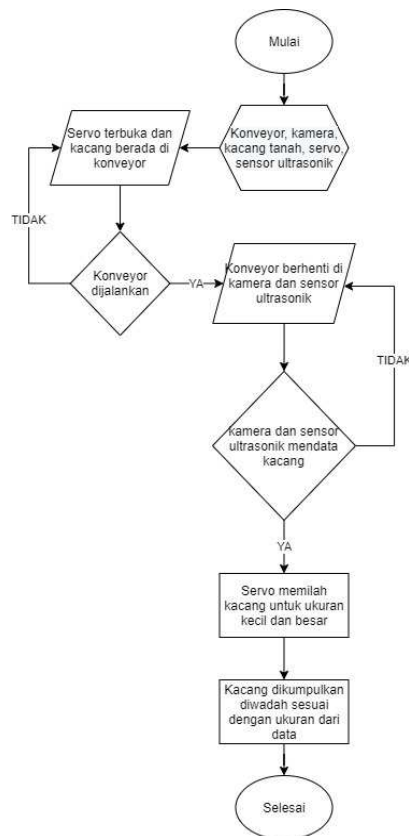 Mulai
Konveyor, kamera,
kacang tanah, servo,
sensor ultrasonik
Servo terbuka dan
kacang berada di
konveyor
TIDAK
Konveyor
dijalankan
YA
Konveyor berhenti di
kamera dan sensor
ultrasonik
TIDAK
kamera dan sensor
ultrasonik mendata
kacang
YA
Servo memilah
kacang untuk ukuran
kecil dan besar
Kacang dikumpulkan
diwadah sesuai
dengan ukuran dari
data
Selesai